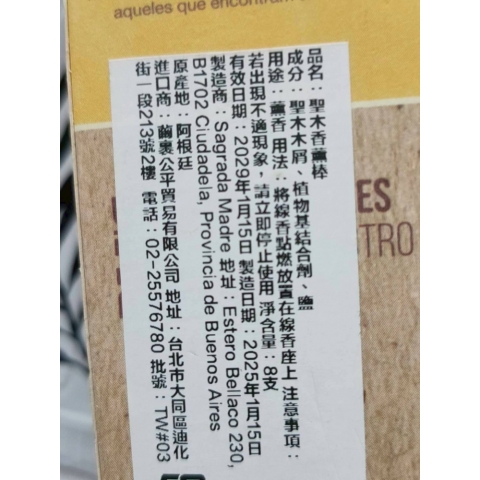 aqueles que encontram
品名：聖木香薰棒
成分：聖木木屑、植物基結合劑、鹽
用途：薰香 用法：將線香點燃放置在線香座上 注意事項：
若出現不適現象，請立即停止使用 淨含量：8支
有效日期：2029年1月15日 製造日期：2025年1月15日
製造商：Sagrada Madre 地址：Estero Bellaco 230,
B1702 Ciudadela, Provincia de Buenos Aires
原產地：阿根廷
進口商：繭裹公平貿易有限公司 地址：台北市大同區迪化
街一段213號2樓 電話：02-25576780 批號：TW#03
ES
TRO